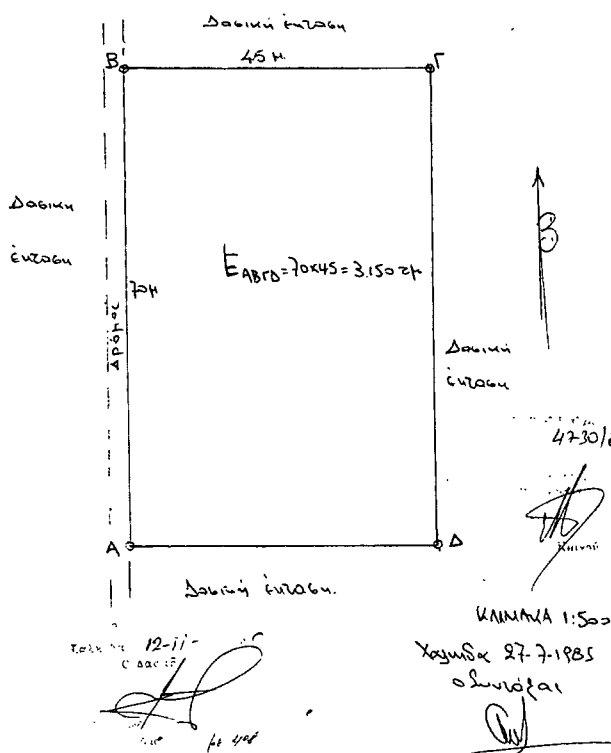 Δασική έκταση
Β 45 μ. Γ
Δασική
έκταση
Ε ΑΒΓΔ = 70x45 = 3.150 τμ
70μ
Δρόμος
Δασική
έκταση
4730/
Α Δ
Δασική έκταση.
ΚΛΙΜΑΚΑ 1:500
12-11-
Χαλκίδα 27-7-1985
ο Συντάξας